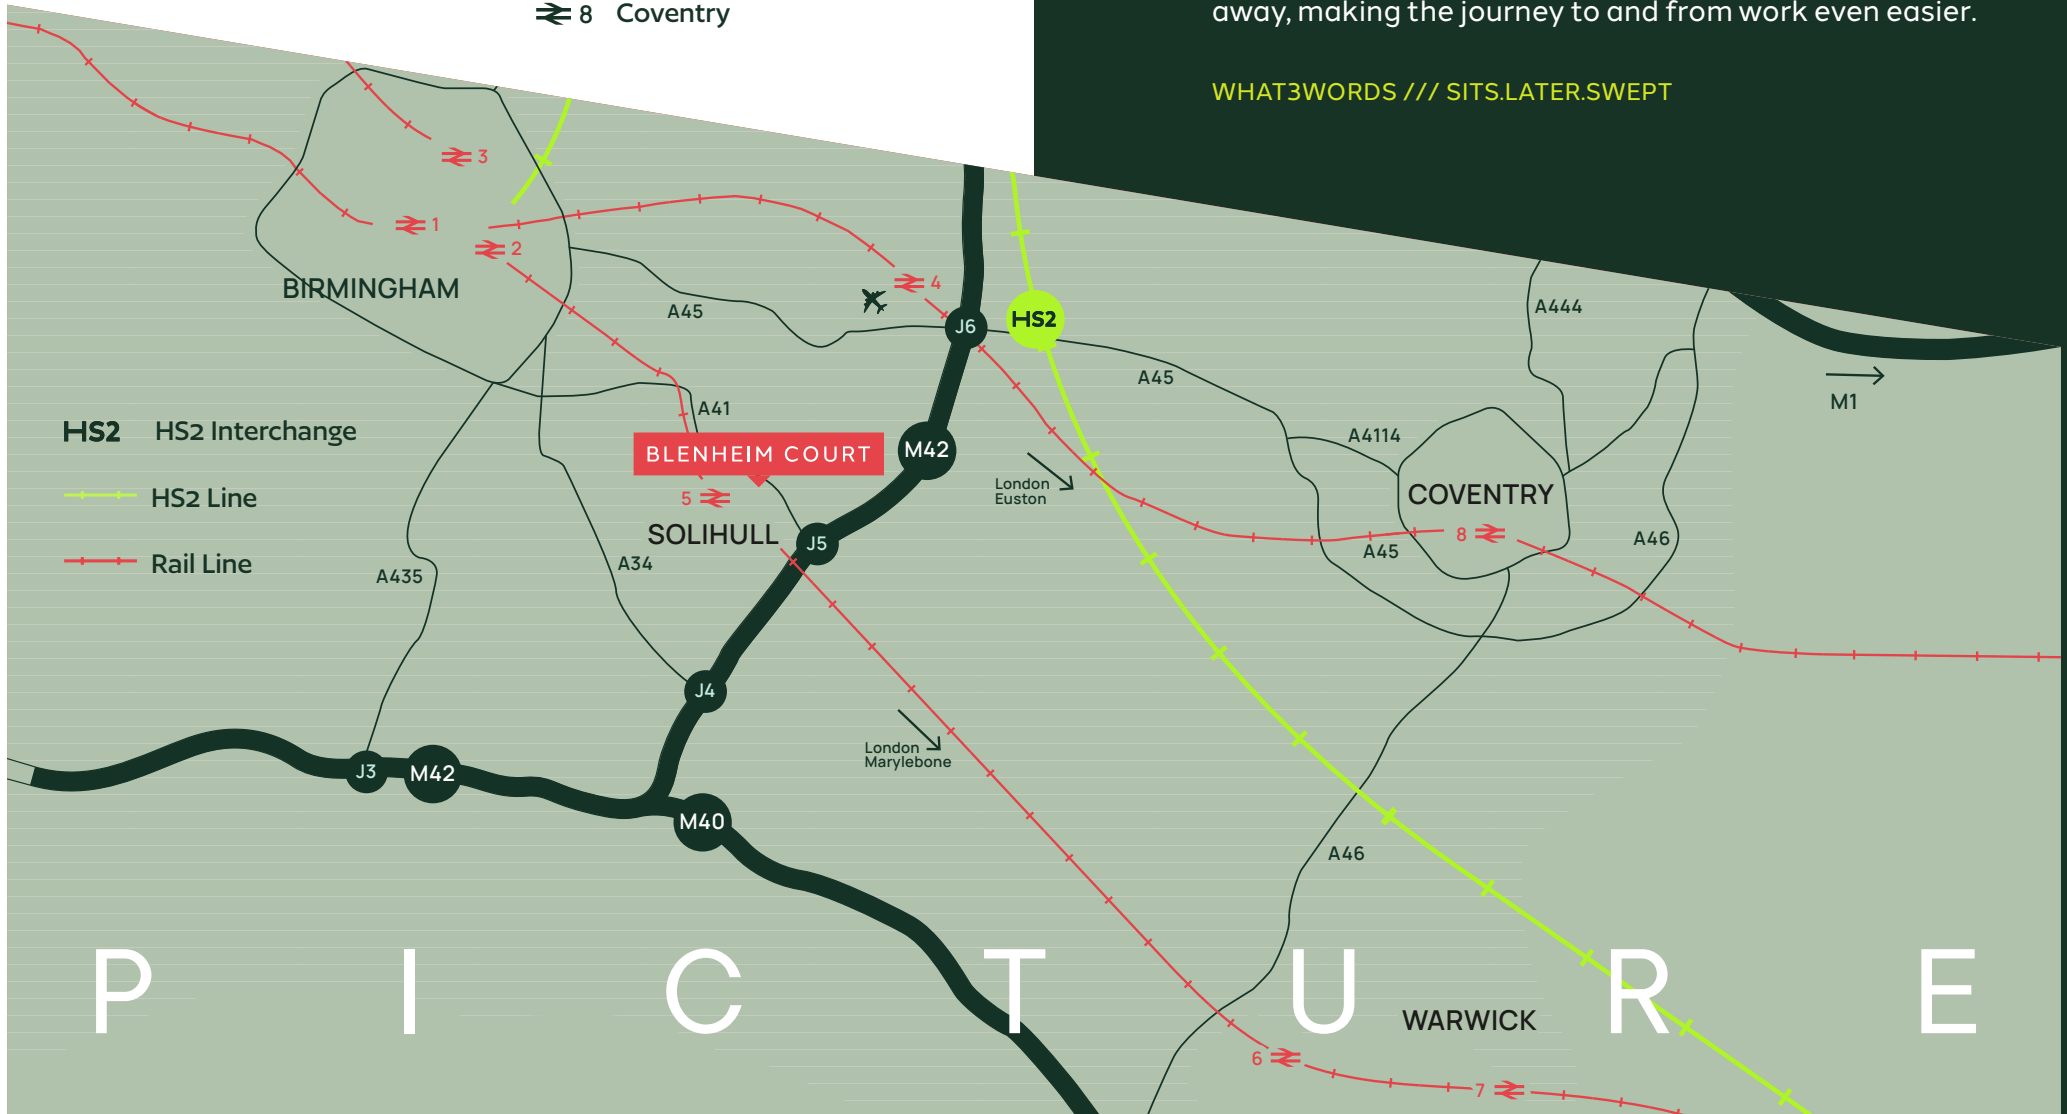 8 Coventry
away, making the journey to and from work even easier.
WHAT3WORDS /// SITS.LATER.SWEPT
3
1
2
BIRMINGHAM
A45
4
J6
HS2
A444
A45
M1
A41
A4114
HS2 HS2 Interchange
BLENHEIM COURT
M42
London
Euston
COVENTRY
HS2 Line
5
SOLIHULL
J5
8
A45
A46
Rail Line
A435
A34
J4
London
Marylebone
J3
M42
M40
A46
P I C T U R E
WARWICK
6
7